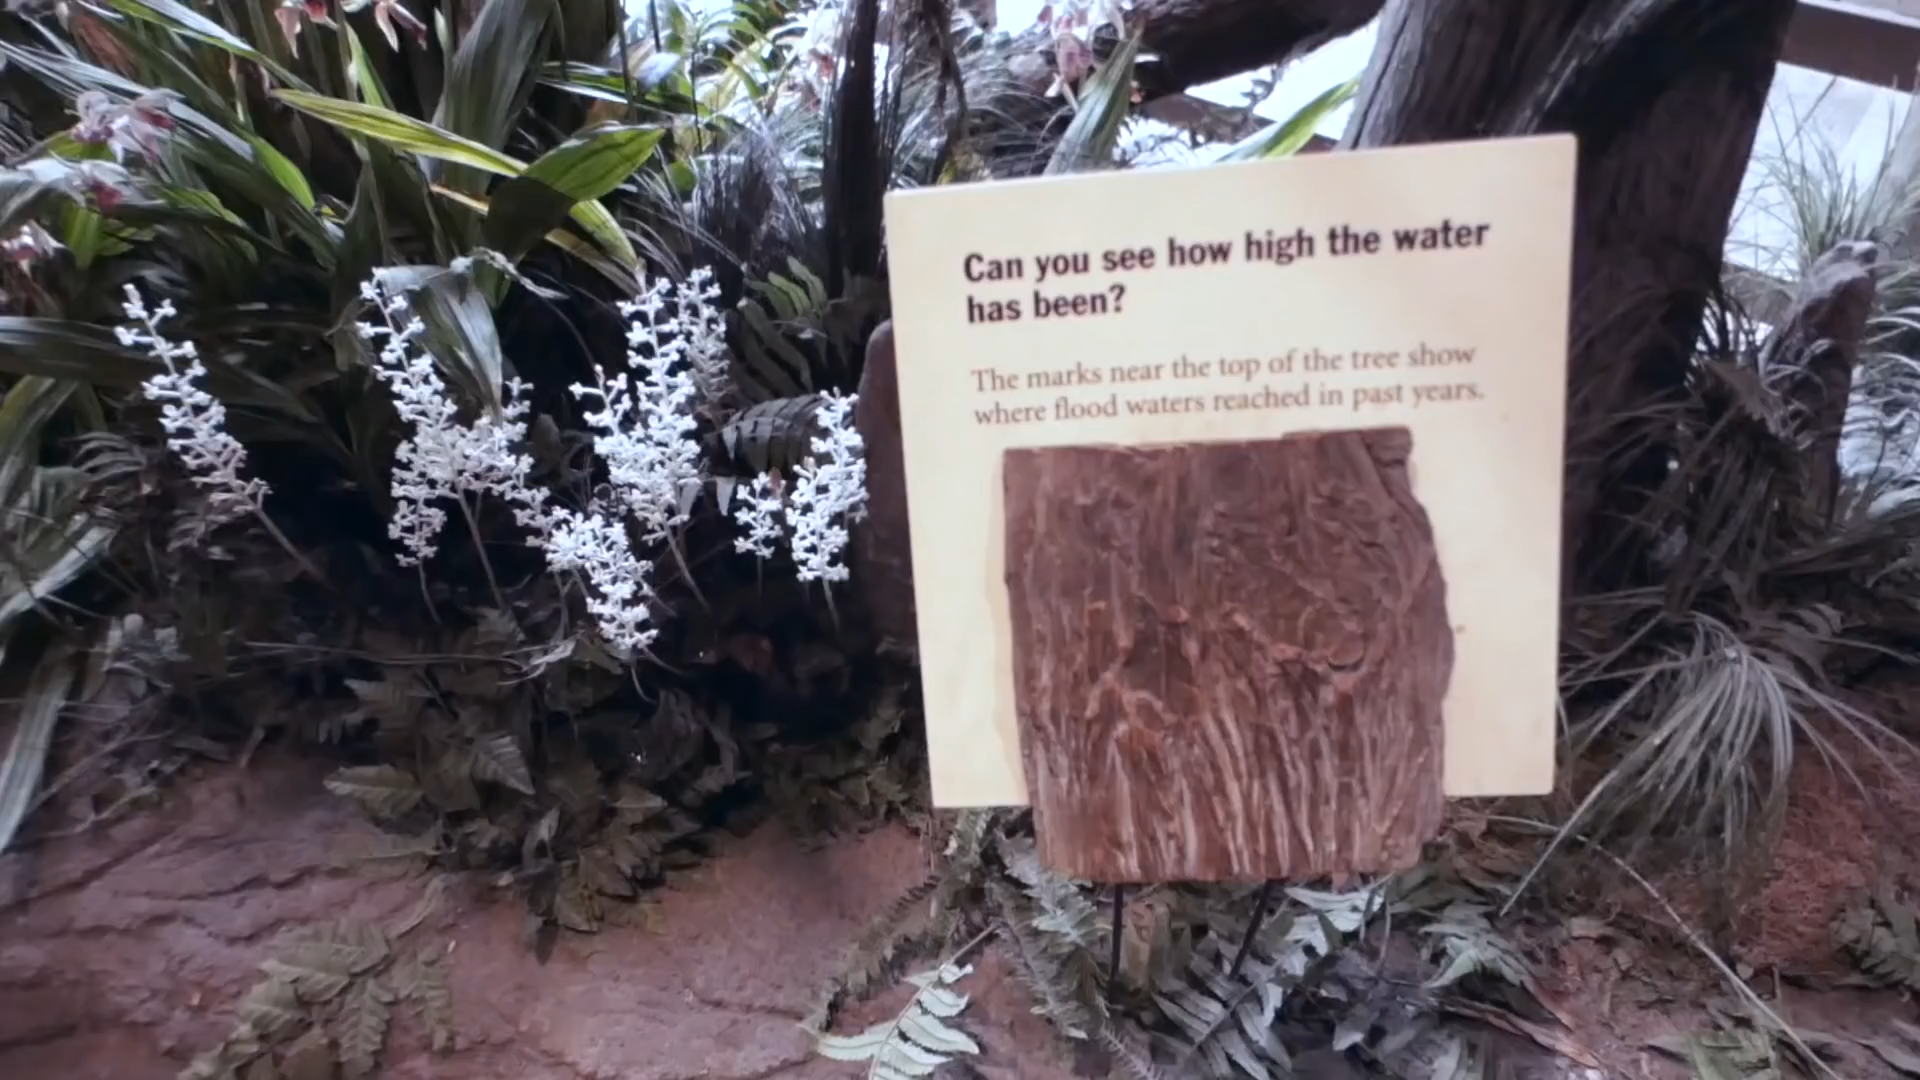 Can you see how high the water
has been?
The marks near the top of the tree show
where flood waters reached in past years.